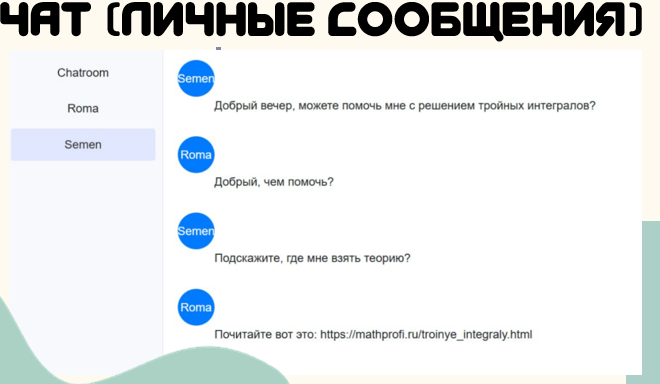 ЧАТ (ЛИЧНЫЕ СООБЩЕНИЯ)
Chatroom
Roma
Semen
Semen
Добрый вечер, можете помочь мне с решением тройных интегралов?
Roma
Добрый, чем помочь?
Semen
Подскажите, где мне взять теорию?
Roma
Почитайте вот это: https://mathprofi.ru/troinye_integraly.html